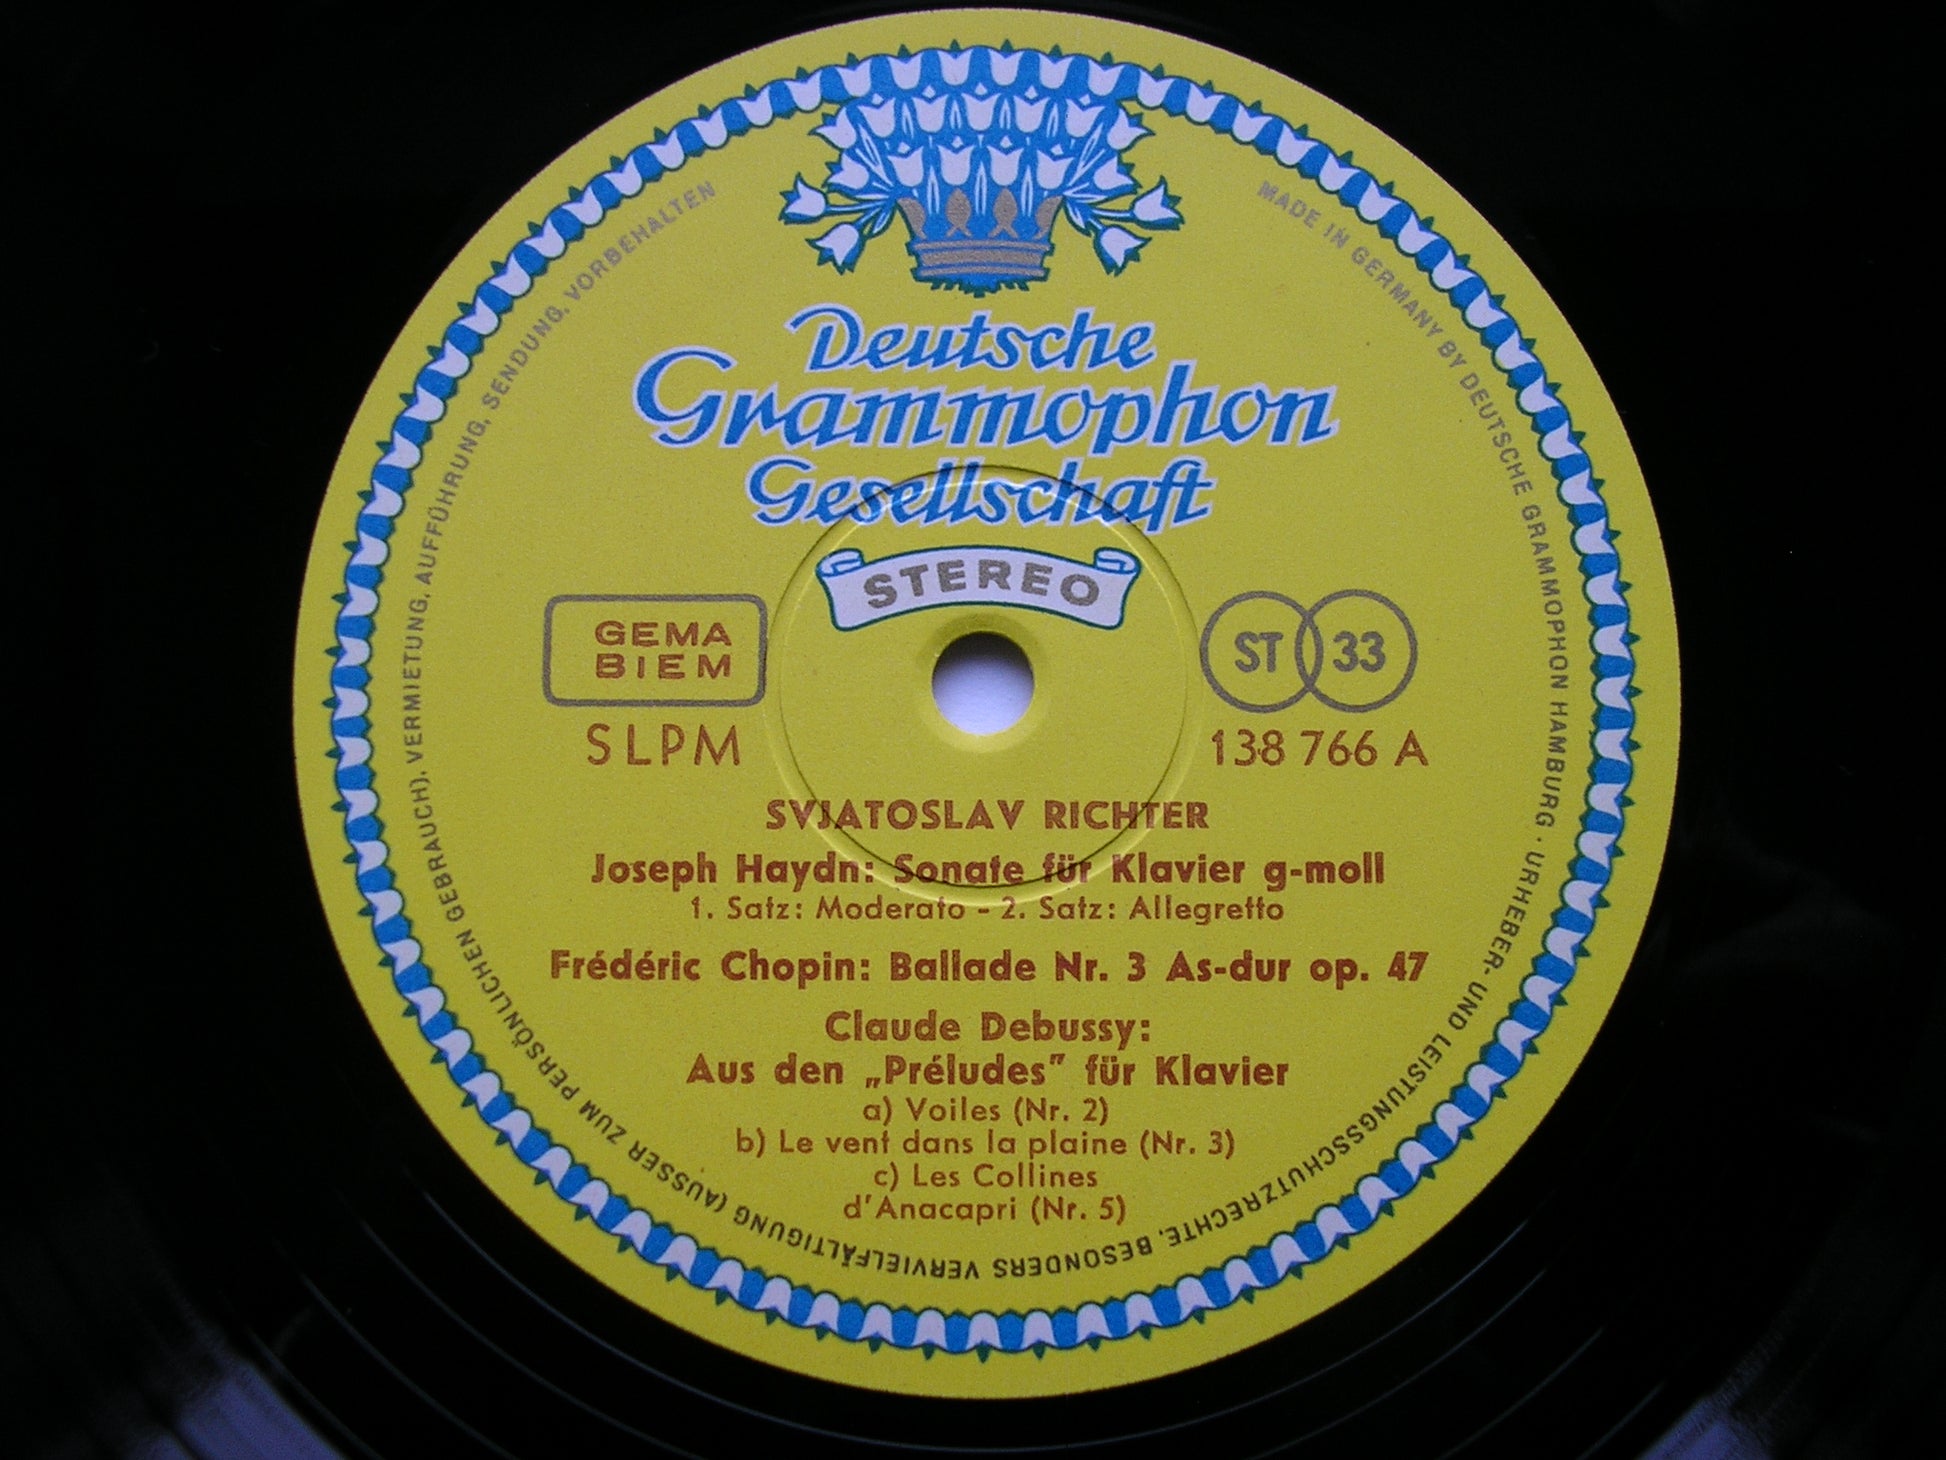 Deutsche
Grammophon
Gesellschaft
STEREO
GEMA
BIEM
ST 33
SLPM
138 766 A
SVJATOSLAV RICHTER
Joseph Haydn: Sonate für Klavier g-moll
1. Satz: Moderato - 2. Satz: Allegretto
Frédéric Chopin: Ballade Nr. 3 As-dur op. 47
Claude Debussy:
Aus den „Préludes" für Klavier
a) Voiles (Nr. 2)
b) Le vent dans la plaine (Nr. 3)
c) Les Collines
d'Anacapri (Nr. 5)
MADE IN GERMANY BY DEUTSCHE GRAMMOPHON HAMBURG · URHEBER- UND LEISTUNGSSCHUTZRECHTE, BESONDERS VERVIELFÄLTIGUNG (AUSSER ZUM PERSÖNLICHEN GEBRAUCH), VERMIETUNG, AUFFÜHRUNG, SENDUNG, VORBEHALTEN